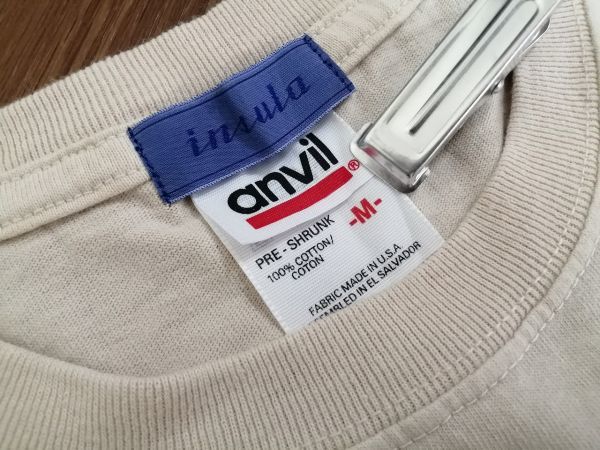 insula
anvil®
-M-
PRE - SHRUNK
100% COTTON/
COTON
FABRIC MADE IN U.S.A.
SEMBLED IN EL SALVADOR